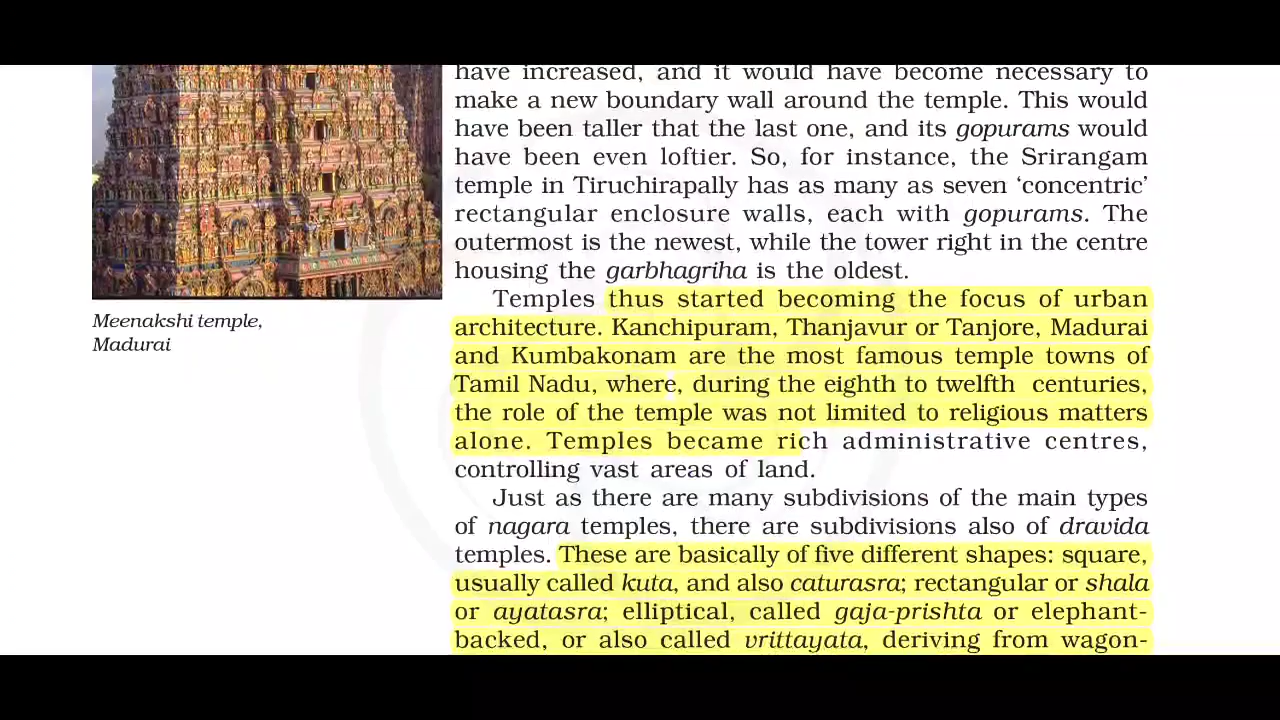 have increased, and it would have become necessary to
make a new boundary wall around the temple. This would
have been taller that the last one, and its gopurams would
have been even loftier. So, for instance, the Srirangam
temple in Tiruchirapally has as many as seven ‘concentric’
rectangular enclosure walls, each with gopurams. The
outermost is the newest, while the tower right in the centre
housing the garbhagriha is the oldest.
Temples thus started becoming the focus of urban
architecture. Kanchipuram, Thanjavur or Tanjore, Madurai
and Kumbakonam are the most famous temple towns of
Tamil Nadu, where, during the eighth to twelfth centuries,
the role of the temple was not limited to religious matters
alone. Temples became rich administrative centres,
controlling vast areas of land.
Just as there are many subdivisions of the main types
of nagara temples, there are subdivisions also of dravida
temples. These are basically of five different shapes: square,
usually called kuta, and also caturasra; rectangular or shala
or ayatasra; elliptical, called gaja-prishta or elephant-
backed, or also called vrittayata, deriving from wagon-
Meenakshi temple,
Madurai